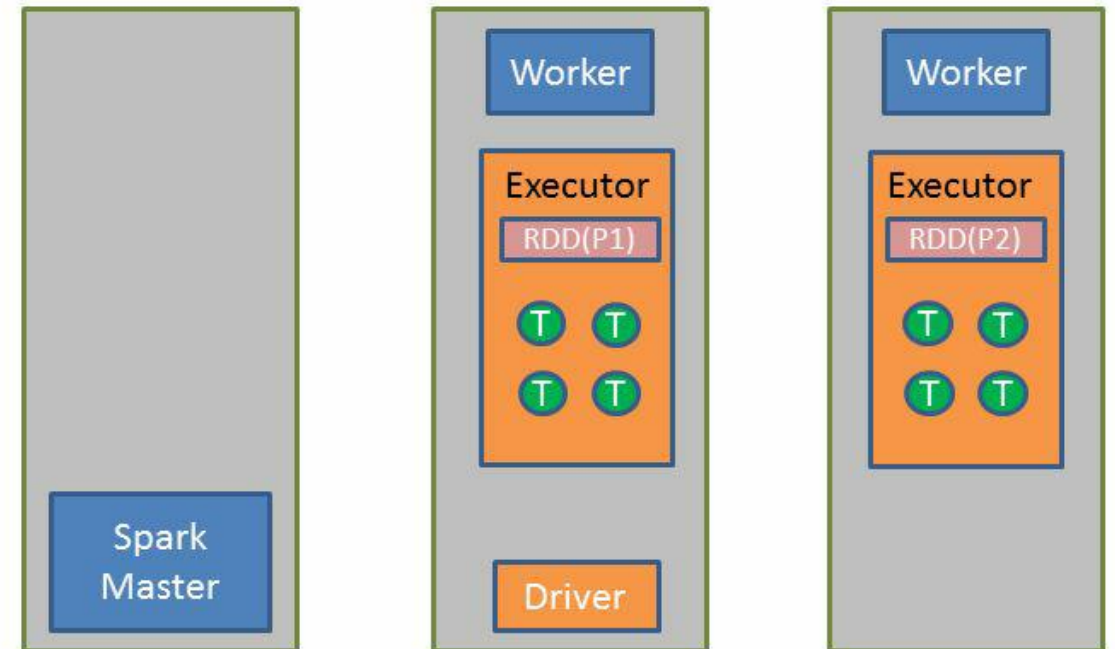 Spark
Master
Worker
Executor
RDD(P1)
T T
T T
Driver
Worker
Executor
RDD(P2)
T T
T T